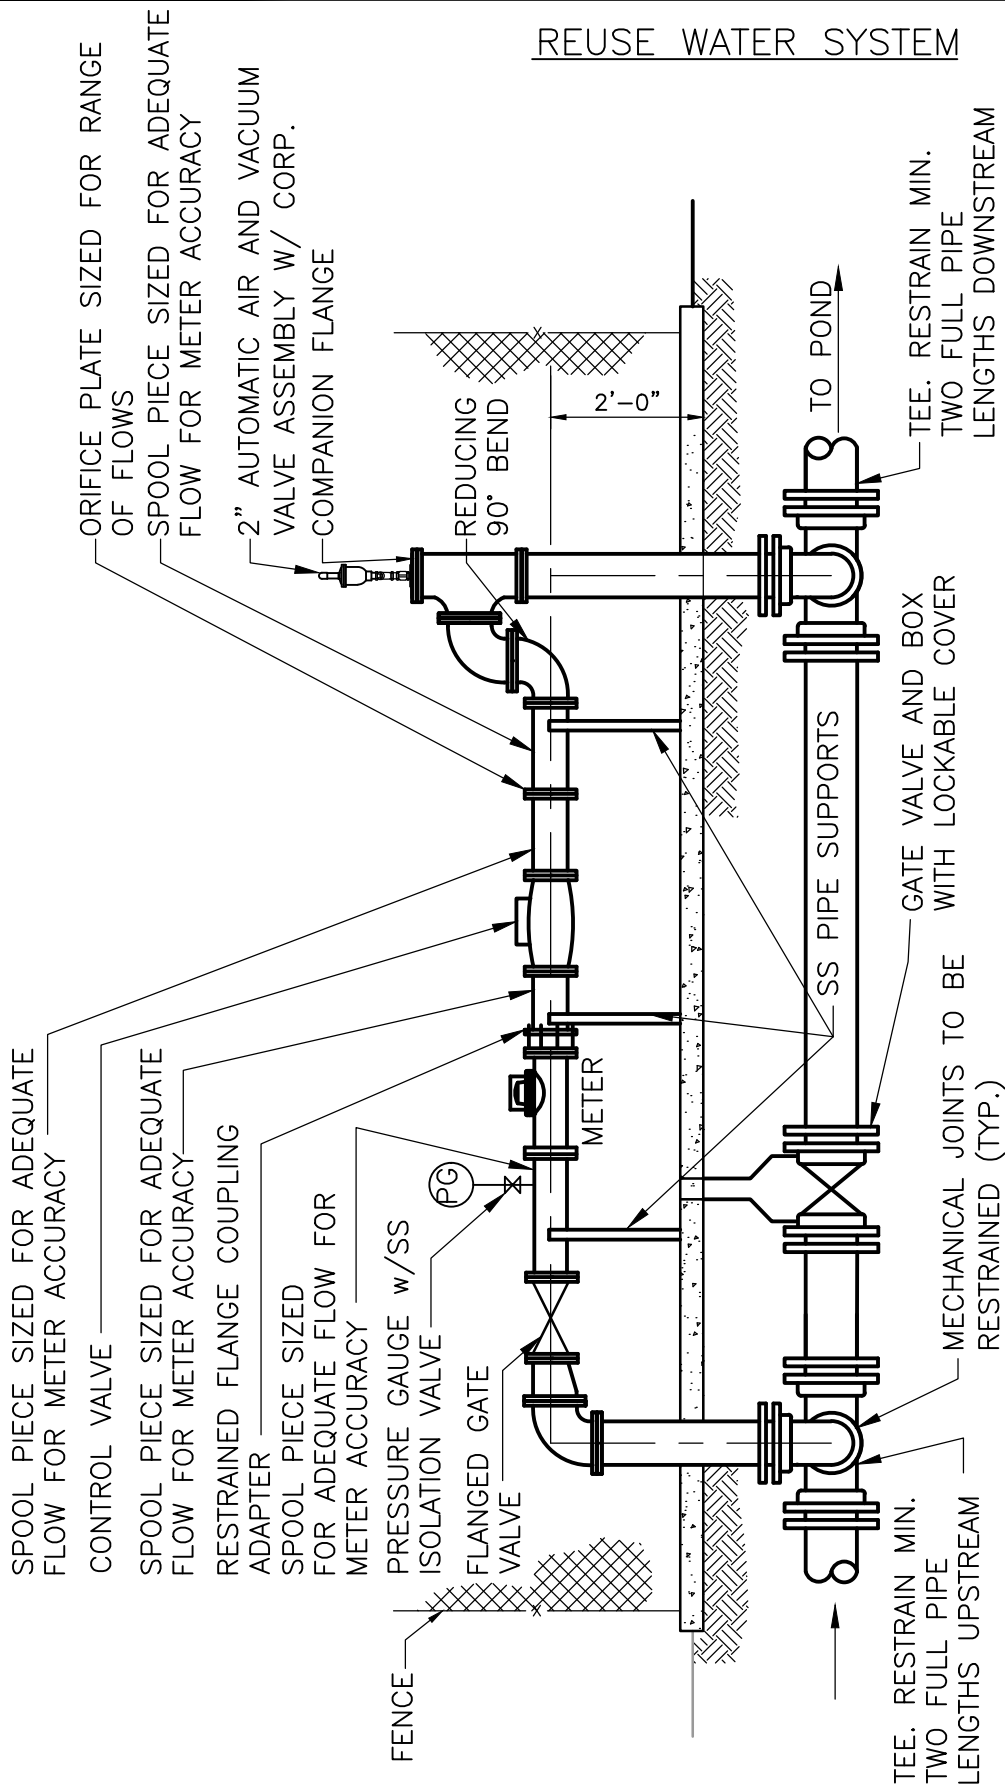 REUSE WATER SYSTEM
SPOOL PIECE SIZED FOR ADEQUATE
FLOW FOR METER ACCURACY
CONTROL VALVE
SPOOL PIECE SIZED FOR ADEQUATE
FLOW FOR METER ACCURACY
RESTRAINED FLANGE COUPLING
ADAPTER
SPOOL PIECE SIZED
FOR ADEQUATE FLOW FOR
METER ACCURACY
PRESSURE GAUGE w/SS
ISOLATION VALVE
FLANGED GATE
VALVE
FENCE
ORIFICE PLATE SIZED FOR RANGE
OF FLOWS
SPOOL PIECE SIZED FOR ADEQUATE
FLOW FOR METER ACCURACY
2" AUTOMATIC AIR AND VACUUM
VALVE ASSEMBLY W/ CORP.
COMPANION FLANGE
REDUCING
90° BEND
PG
METER
2'-0"
TO POND
SS PIPE SUPPORTS
TEE. RESTRAIN MIN.
TWO FULL PIPE
LENGTHS DOWNSTREAM
GATE VALVE AND BOX
WITH LOCKABLE COVER
MECHANICAL JOINTS TO BE
RESTRAINED (TYP.)
TEE. RESTRAIN MIN.
TWO FULL PIPE
LENGTHS UPSTREAM